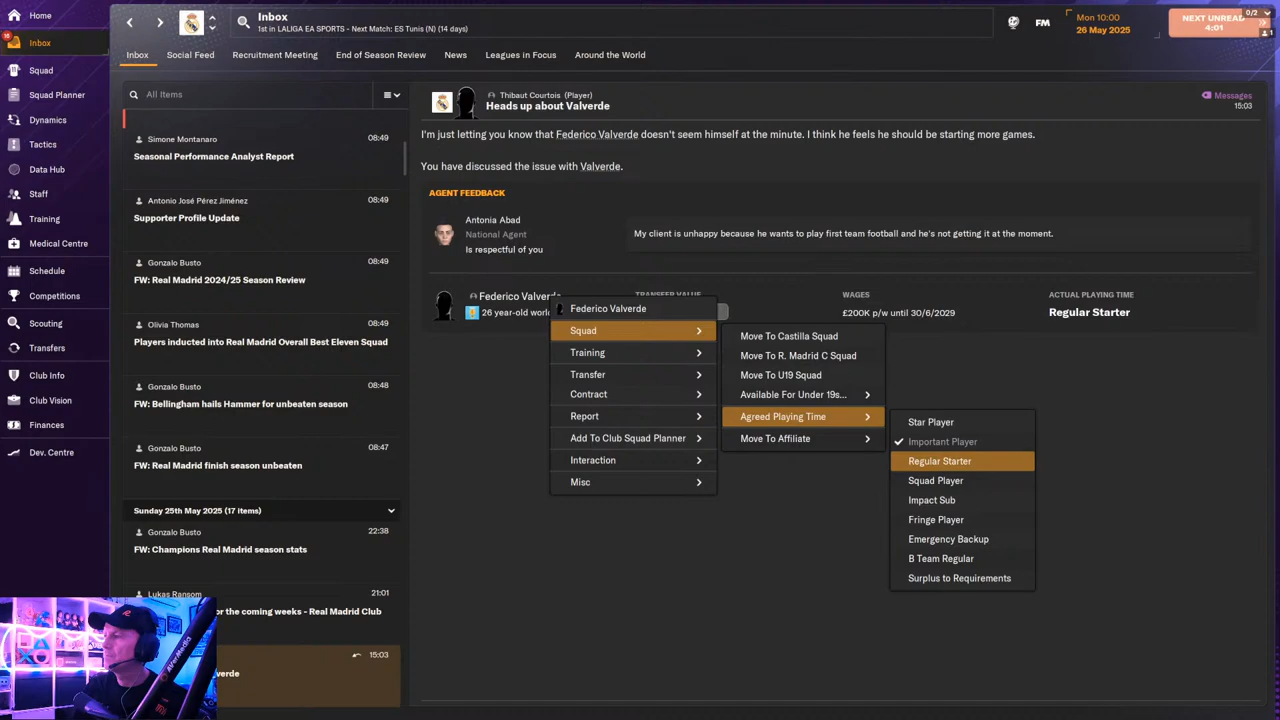 Home
Inbox
Squad
Squad Planner
Dynamics
Tactics
Data Hub
Staff
Training
Medical Centre
Schedule
Competitions
Scouting
Transfers
Club Info
Club Vision
Finances
Dev. Centre
Inbox
1st in LALIGA EA SPORTS - Next Match: ES Tunis (N) (14 days)
FM
Mon 10:00
26 May 2025
NEXT UNREAD
4:01
0/2
1
Inbox
Social Feed
Recruitment Meeting
End of Season Review
News
Leagues in Focus
Around the World
All Items
Simone Montanaro
08:49
Seasonal Performance Analyst Report
Antonio José Pérez Jiménez
08:49
Supporter Profile Update
Gonzalo Busto
08:49
FW: Real Madrid 2024/25 Season Review
Olivia Thomas
08:49
Players inducted into Real Madrid Overall Best Eleven Squad
Gonzalo Busto
08:48
FW: Bellingham hails Hammer for unbeaten season
Gonzalo Busto
08:47
FW: Real Madrid finish season unbeaten
Sunday 25th May 2025 (17 items)
Gonzalo Busto
22:38
FW: Champions Real Madrid season stats
Lukas Ransom
21:01
or the coming weeks - Real Madrid Club
15:03
verde
Thibaut Courtois (Player)
Heads up about Valverde
Messages
15:03
I'm just letting you know that Federico Valverde doesn't seem himself at the minute. I think he feels he should be starting more games.
You have discussed the issue with Valverde.
AGENT FEEDBACK
Antonia Abad
National Agent
Is respectful of you
My client is unhappy because he wants to play first team football and he's not getting it at the moment.
Federico Valverde
26 year-old world
TRANSFER VALUE
WAGES
£200K p/w until 30/6/2029
ACTUAL PLAYING TIME
Regular Starter
Federico Valverde
Squad
Training
Transfer
Contract
Report
Add To Club Squad Planner
Interaction
Misc
Move To Castilla Squad
Move To R. Madrid C Squad
Move To U19 Squad
Available For Under 19s...
Agreed Playing Time
Move To Affiliate
Star Player
Important Player
Regular Starter
Squad Player
Impact Sub
Fringe Player
Emergency Backup
B Team Regular
Surplus to Requirements
AVerMedia